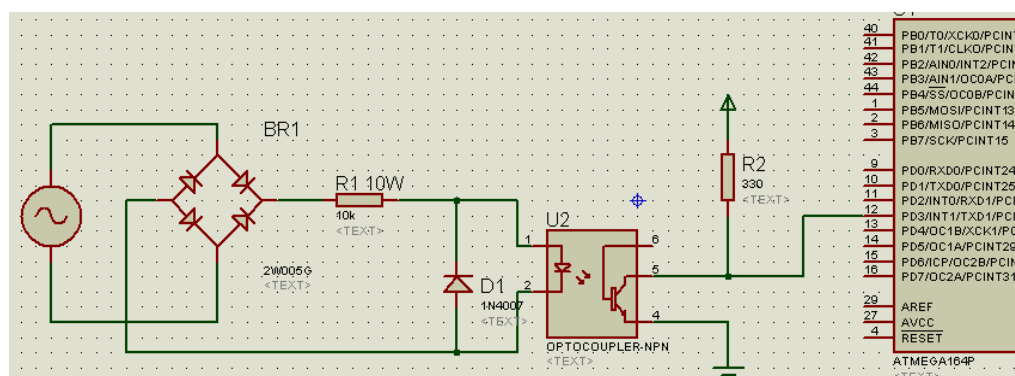 BR1
2W005G
<TEXT>
R1 10W
10k
<TEXT>
D1
1N4007
<TEXT>
U2
1
2
6
5
4
OPTOCOUPLER-NPN
<TEXT>
R2
330
<TEXT>
40 PB0/T0/XCK0/PCINT
41 PB1/T1/CLKO/PCINT
42 PB2/AIN0/INT2/PCIN
43 PB3/AIN1/OC0A/PC
44 PB4/SS/OC0B/PCIN
1 PB5/MOSI/PCINT13
2 PB6/MISO/PCINT14
3 PB7/SCK/PCINT15
9 PD0/RXD0/PCINT24
10 PD1/TXD0/PCINT25
11 PD2/INT0/RXD1/PCI
12 PD3/INT1/TXD1/PCI
13 PD4/OC1B/XCK1/PC
14 PD5/OC1A/PCINT29
15 PD6/ICP/OC2B/PCIN
16 PD7/OC2A/PCINT31
29 AREF
27 AVCC
4 RESET
ATMEGA164P
<TEXT>